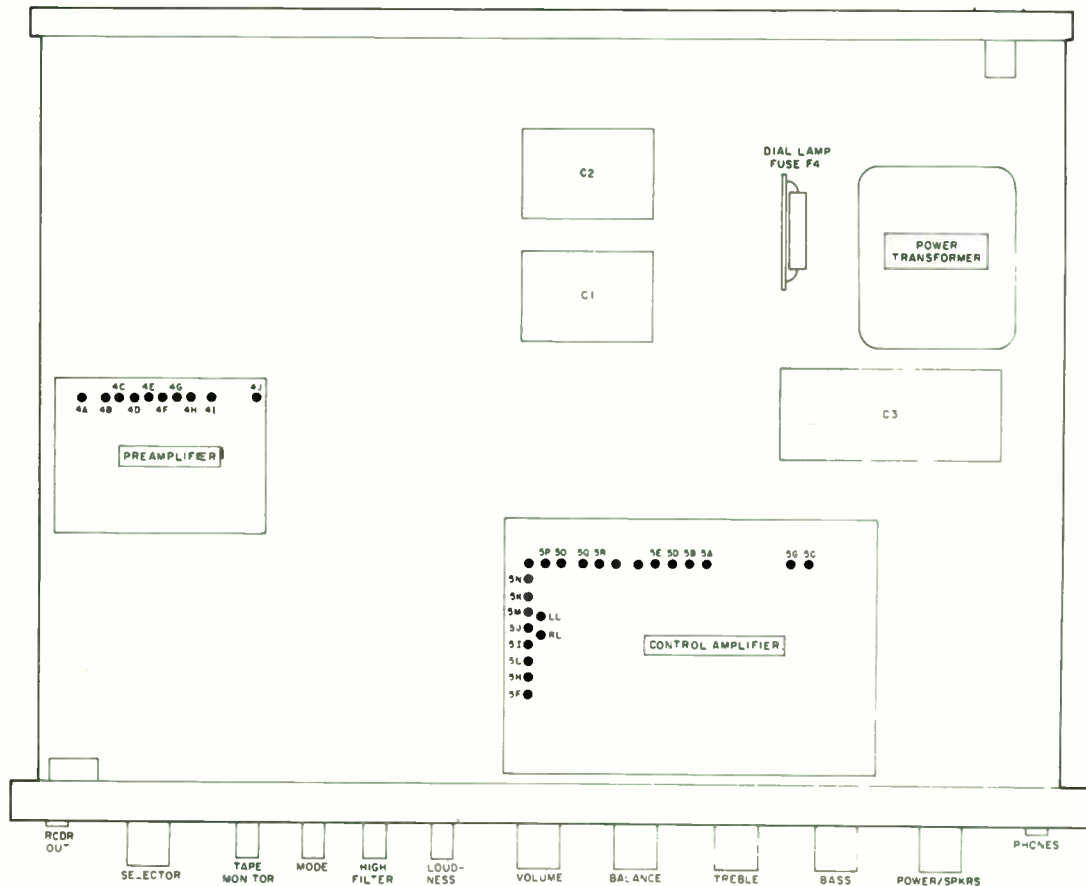 DIAL LAMP
FUSE F4
C2
POWER
TRANSFORMER
C1
4C 4E 4G 4J
4A 4B 4D 4F 4H 4I
C3
PREAMPLIFIER
5P 5O 5Q 5R 5E 5D 5B 5A 5G 5C
5N
5K
5M LL
5J RL
5I
CONTROL AMPLIFIER
5L
5H
5F
RCDR
OUT
SELECTOR
TAPE
MONITOR
MODE
HIGH
FILTER
LOUD-
NESS
VOLUME
BALANCE
TREBLE
BASS
POWER/SPKRS
PHONES